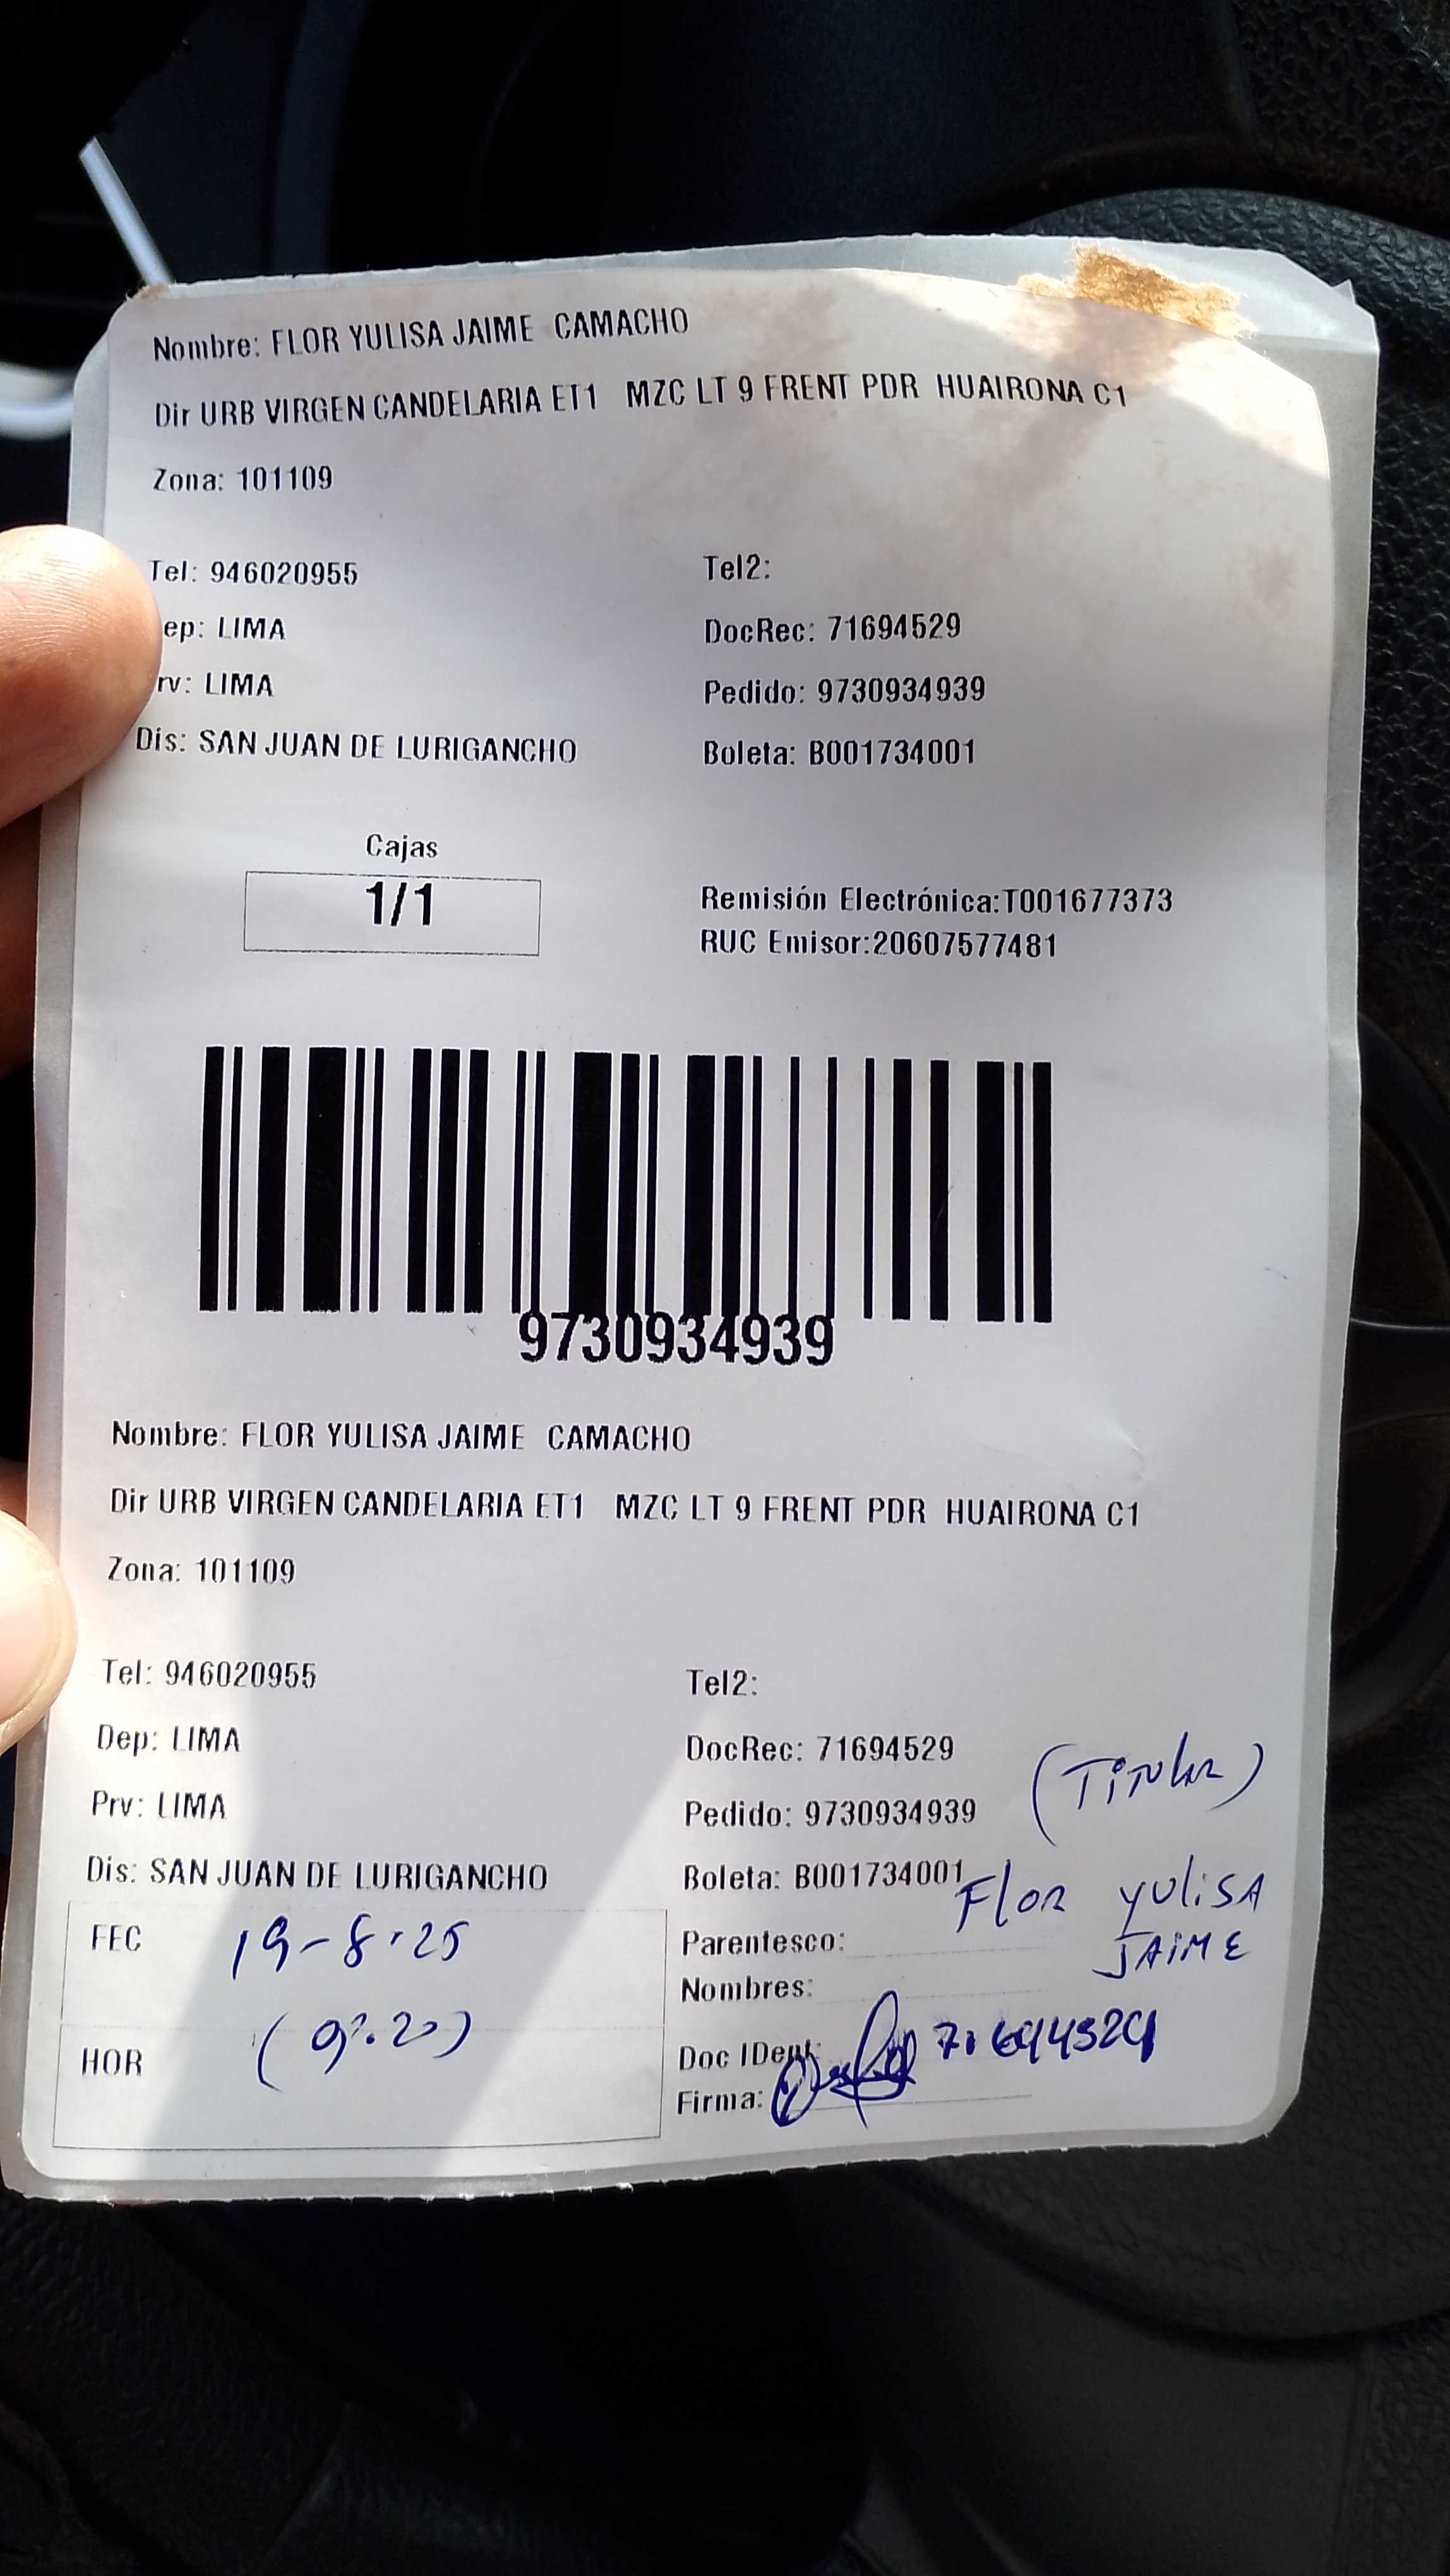 Nombre: FLOR YULISA JAIME CAMACHO
Dir URB VIRGEN CANDELARIA ET1 MZC LT 9 FRENT PDR HUAIRONA C1
Zona: 101109
Tel: 946020955 Tel2:
ep: LIMA DocRec: 71694529
rv: LIMA Pedido: 9730934939
Dis: SAN JUAN DE LURIGANCHO Boleta: B001734001
Cajas
1/1
Remisión Electrónica:T001677373
RUC Emisor:20607577481
9730934939
Nombre: FLOR YULISA JAIME CAMACHO
Dir URB VIRGEN CANDELARIA ET1 MZC LT 9 FRENT PDR HUAIRONA C1
Zona: 101109
Tel: 946020955 Tel2:
Dep: LIMA DocRec: 71694529
(Titular)
Prv: LIMA Pedido: 9730934939
Dis: SAN JUAN DE LURIGANCHO Boleta: B001734001
Flor yuliSA
JAiME
FEC 19-8-25 Parentesco:
Nombres:
HOR (9:20) Doc IDent:
Firma: